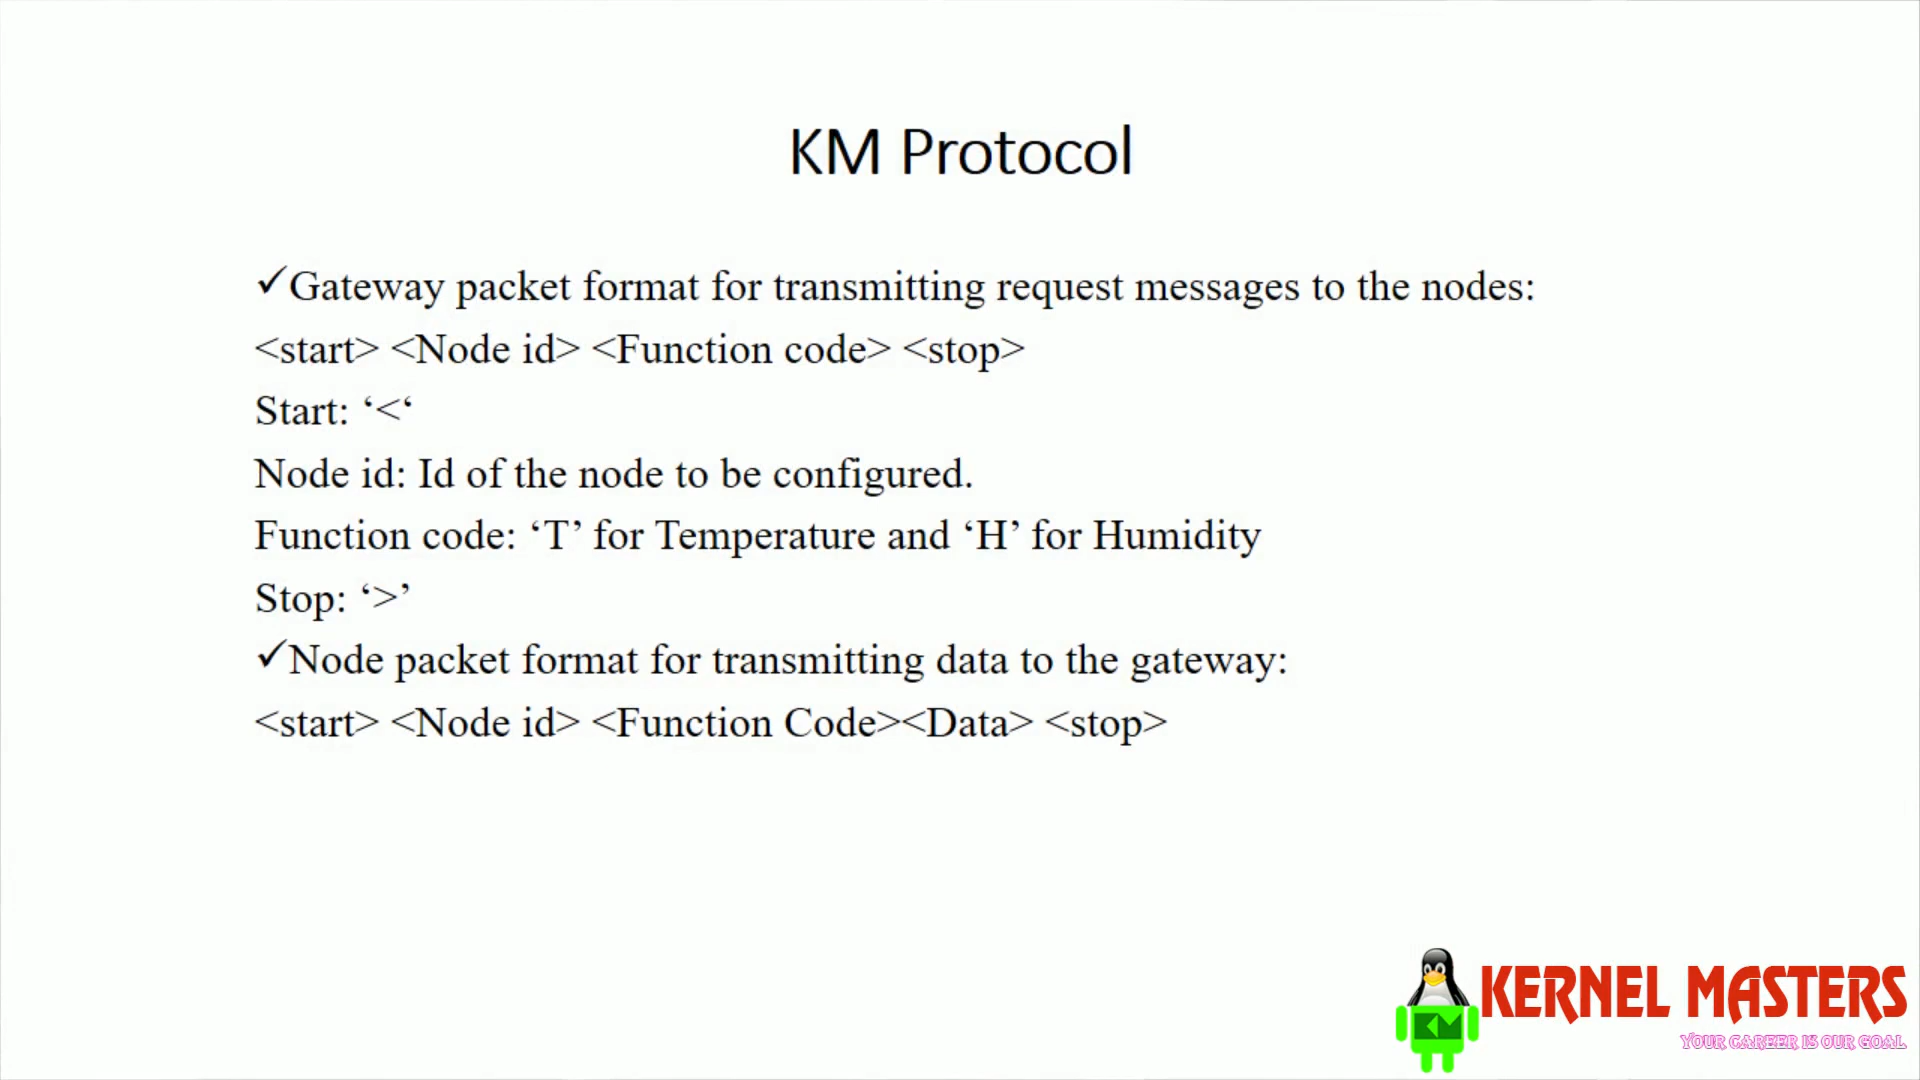 KM Protocol
✓Gateway packet format for transmitting request messages to the nodes:
<start> <Node id> <Function code> <stop>
Start: ‘<‘
Node id: Id of the node to be configured.
Function code: ‘T’ for Temperature and ‘H’ for Humidity
Stop: ‘>’
✓Node packet format for transmitting data to the gateway:
<start> <Node id> <Function Code><Data> <stop>
KM
KERNEL MASTERS
YOUR CAREER IS OUR GOAL